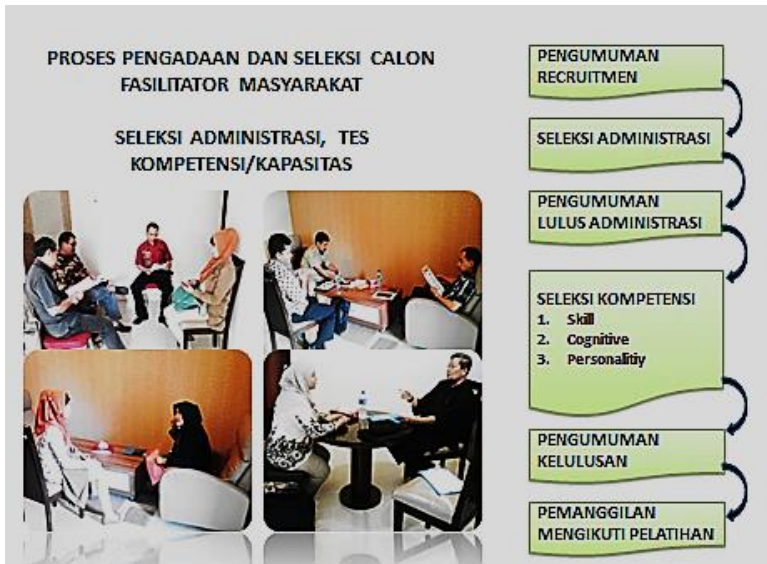 PROSES PENGADAAN DAN SELEKSI CALON
FASILITATOR MASYARAKAT
SELEKSI ADMINISTRASI, TES
KOMPETENSI/KAPASITAS
PENGUMUMAN
RECRUITMEN
SELEKSI ADMINISTRASI
PENGUMUMAN
LULUS ADMINISTRASI
SELEKSI KOMPETENSI
1. Skill
2. Cognitive
3. Personalitiy
PENGUMUMAN
KELULUSAN
PEMANGGILAN
MENGIKUTI PELATIHAN